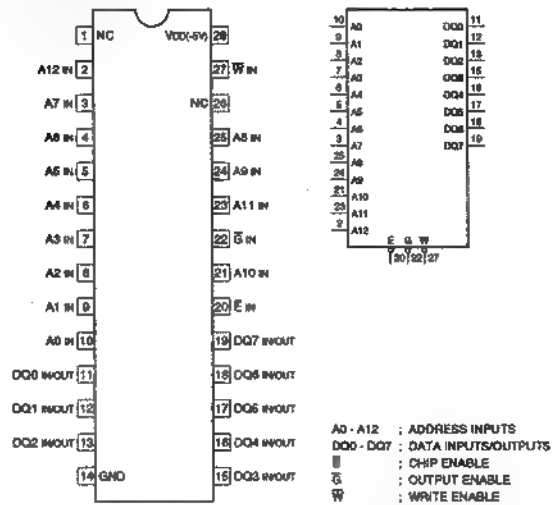 1 NC VDD(-5V) 28
A12 IN 2 27 W̅ IN
A7 IN 3 NC 26
A6 IN 4 25 A8 IN
A5 IN 5 24 A9 IN
A4 IN 6 23 A11 IN
A3 IN 7 22 G̅ IN
A2 IN 8 21 A10 IN
A1 IN 9 20 E̅ IN
A0 IN 10 19 DQ7 IN/OUT
DQ0 IN/OUT 11 18 DQ6 IN/OUT
DQ1 IN/OUT 12 17 DQ5 IN/OUT
DQ2 IN/OUT 13 16 DQ4 IN/OUT
14 GND 15 DQ3 IN/OUT
10 A0 DQ0 11
9 A1 DQ1 12
8 A2 DQ2 13
7 DQ3 15
6 A4 DQ4 16
5 A5 DQ5 17
4 A6 DQ6 18
3 A7 DQ7 19
25 A8
24 A9
21 A10
23 A11
2 A12
E G W
20 22 27
A0 - A12 : ADDRESS INPUTS
DQ0 - DQ7 : DATA INPUTS/OUTPUTS
: CHIP ENABLE
G̅ : OUTPUT ENABLE
W̅ : WRITE ENABLE